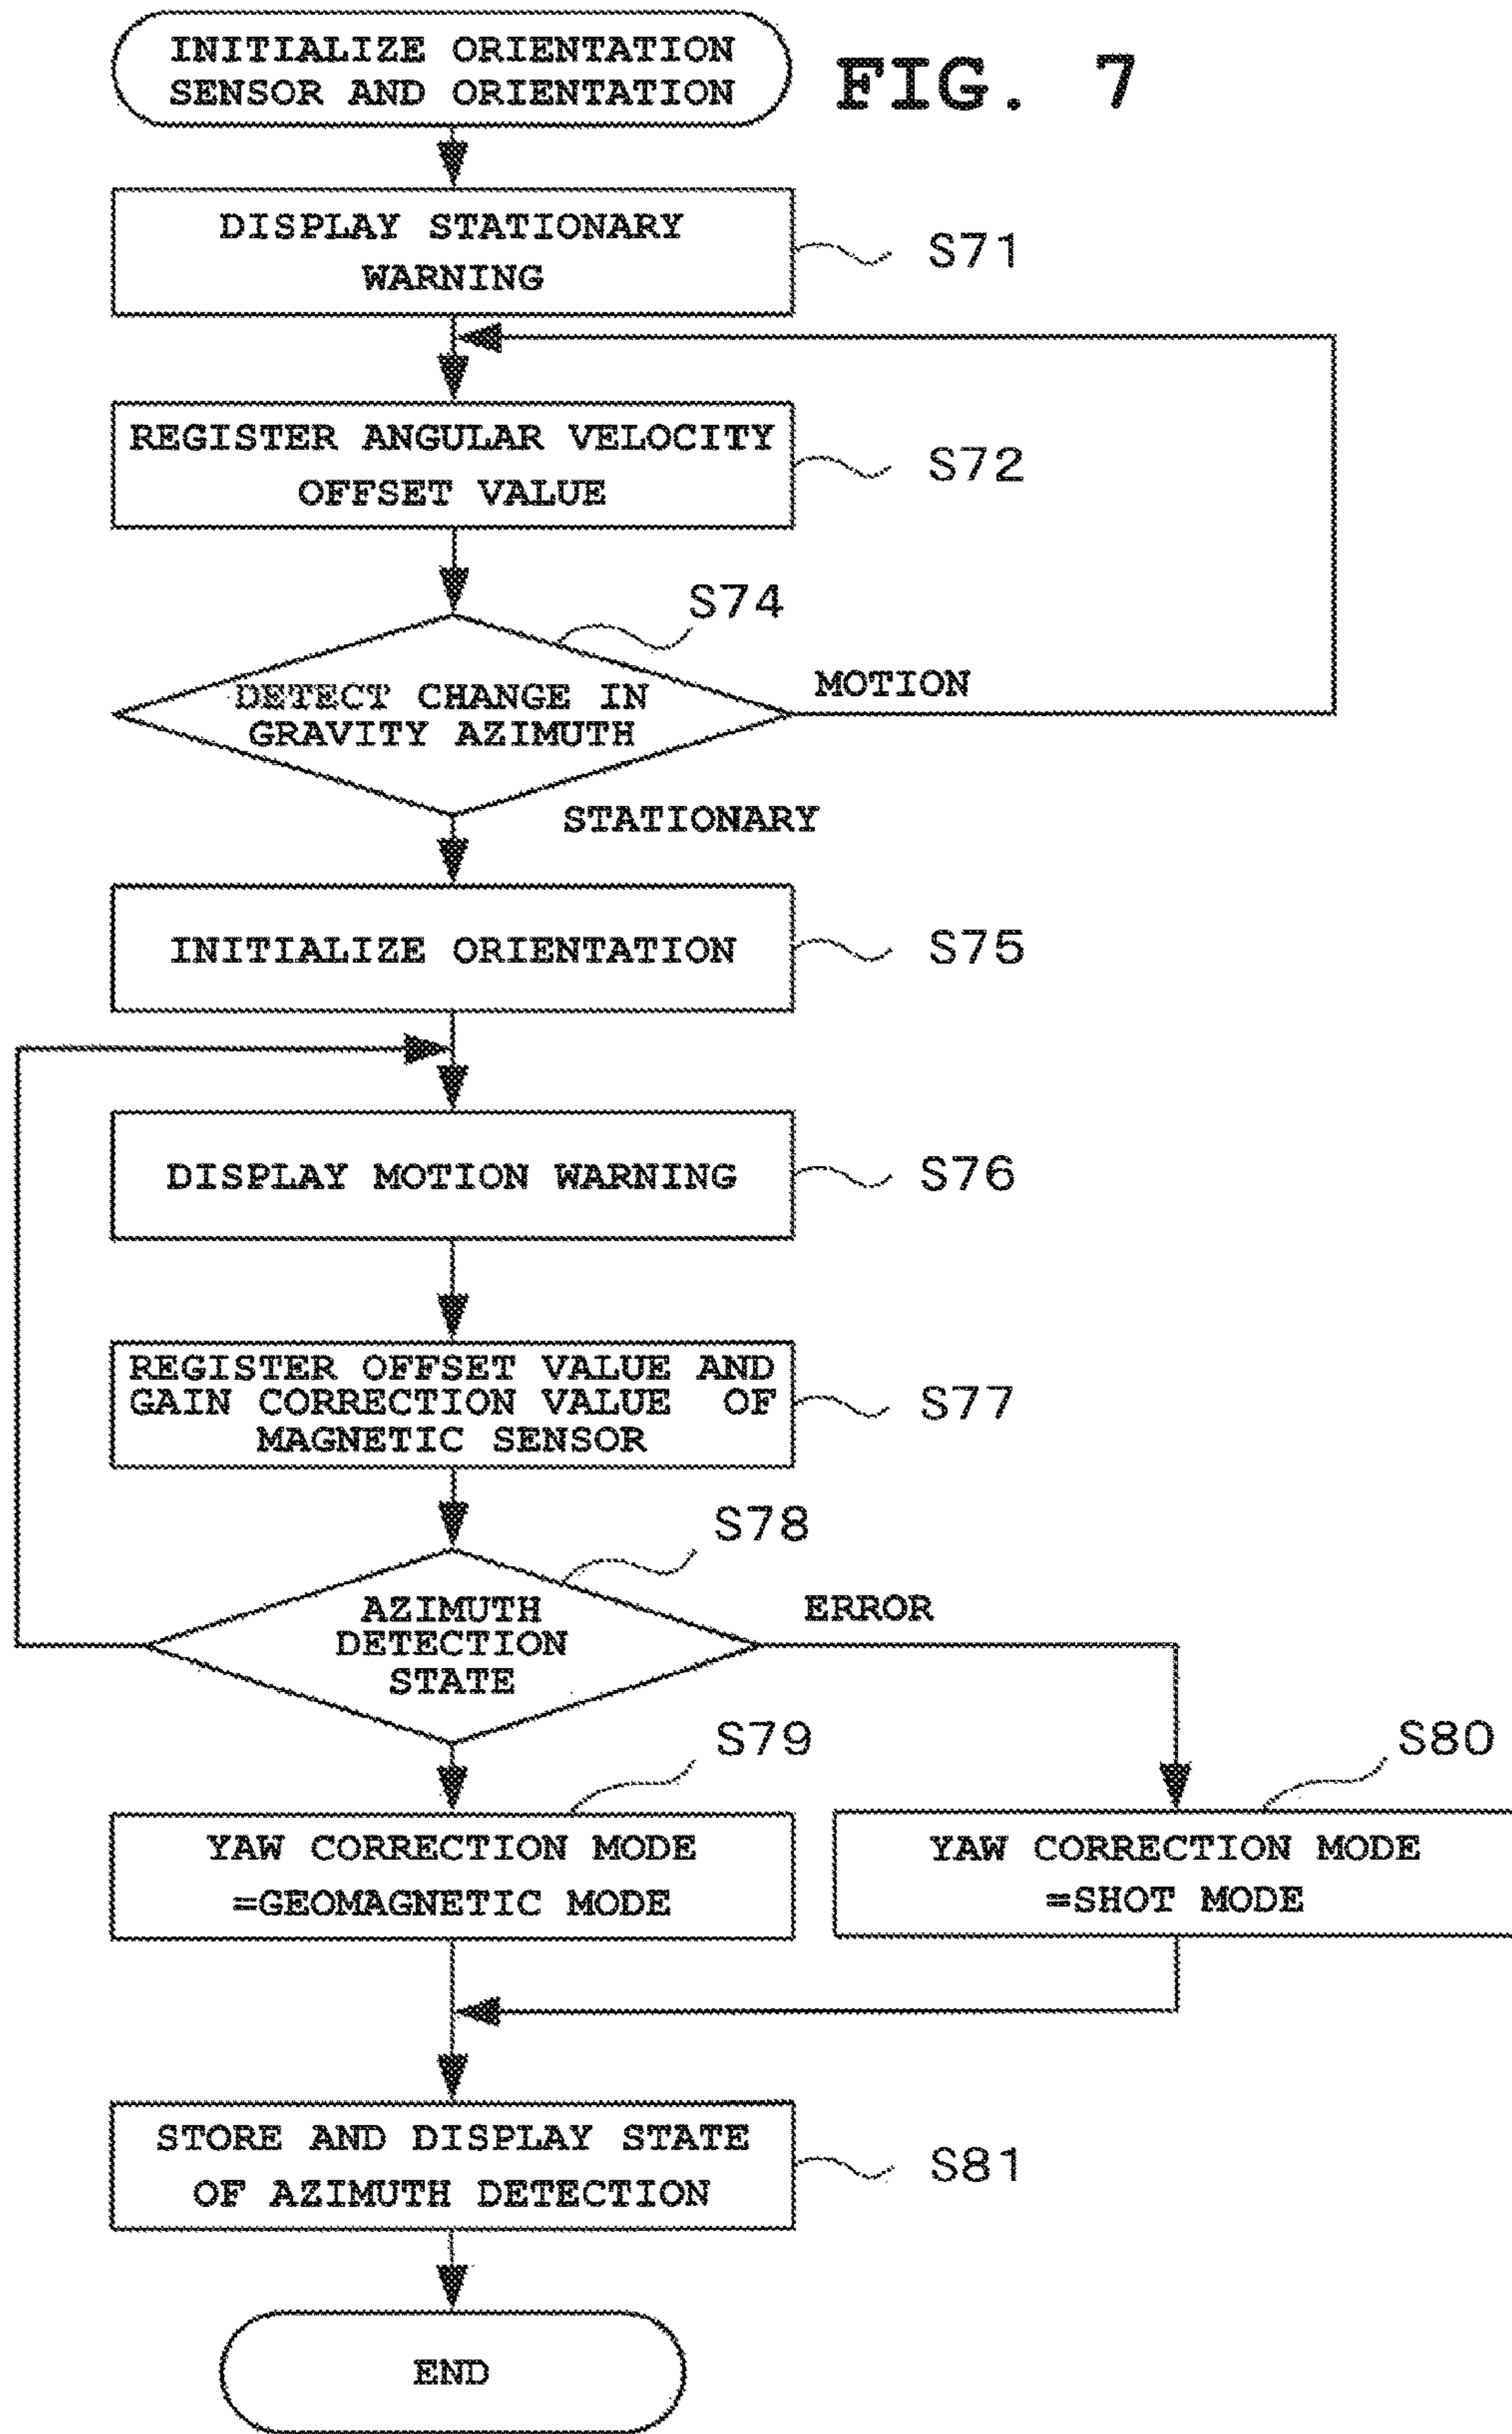 INITIALIZE ORIENTATION
SENSOR AND ORIENTATION
FIG. 7
DISPLAY STATIONARY
WARNING
S71
REGISTER ANGULAR VELOCITY
OFFSET VALUE
S72
S74
DETECT CHANGE IN
GRAVITY AZIMUTH
MOTION
STATIONARY
INITIALIZE ORIENTATION
S75
DISPLAY MOTION WARNING
S76
REGISTER OFFSET VALUE AND
GAIN CORRECTION VALUE OF
MAGNETIC SENSOR
S77
S78
AZIMUTH
DETECTION
STATE
ERROR
S79
YAW CORRECTION MODE
=GEOMAGNETIC MODE
S80
YAW CORRECTION MODE
=SHOT MODE
STORE AND DISPLAY STATE
OF AZIMUTH DETECTION
S81
END